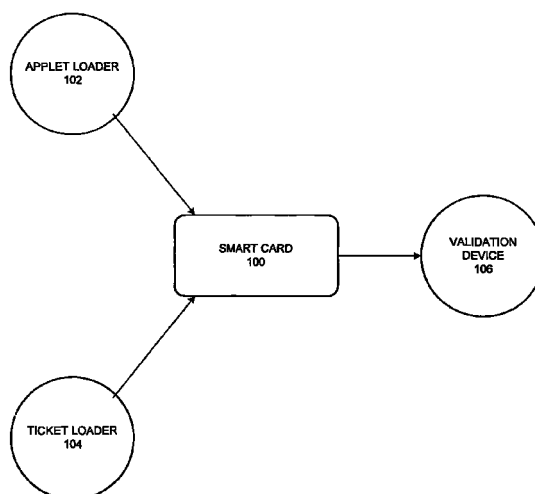 APPLET LOADER
102
SMART CARD
100
VALIDATION
DEVICE
106
TICKET LOADER
104